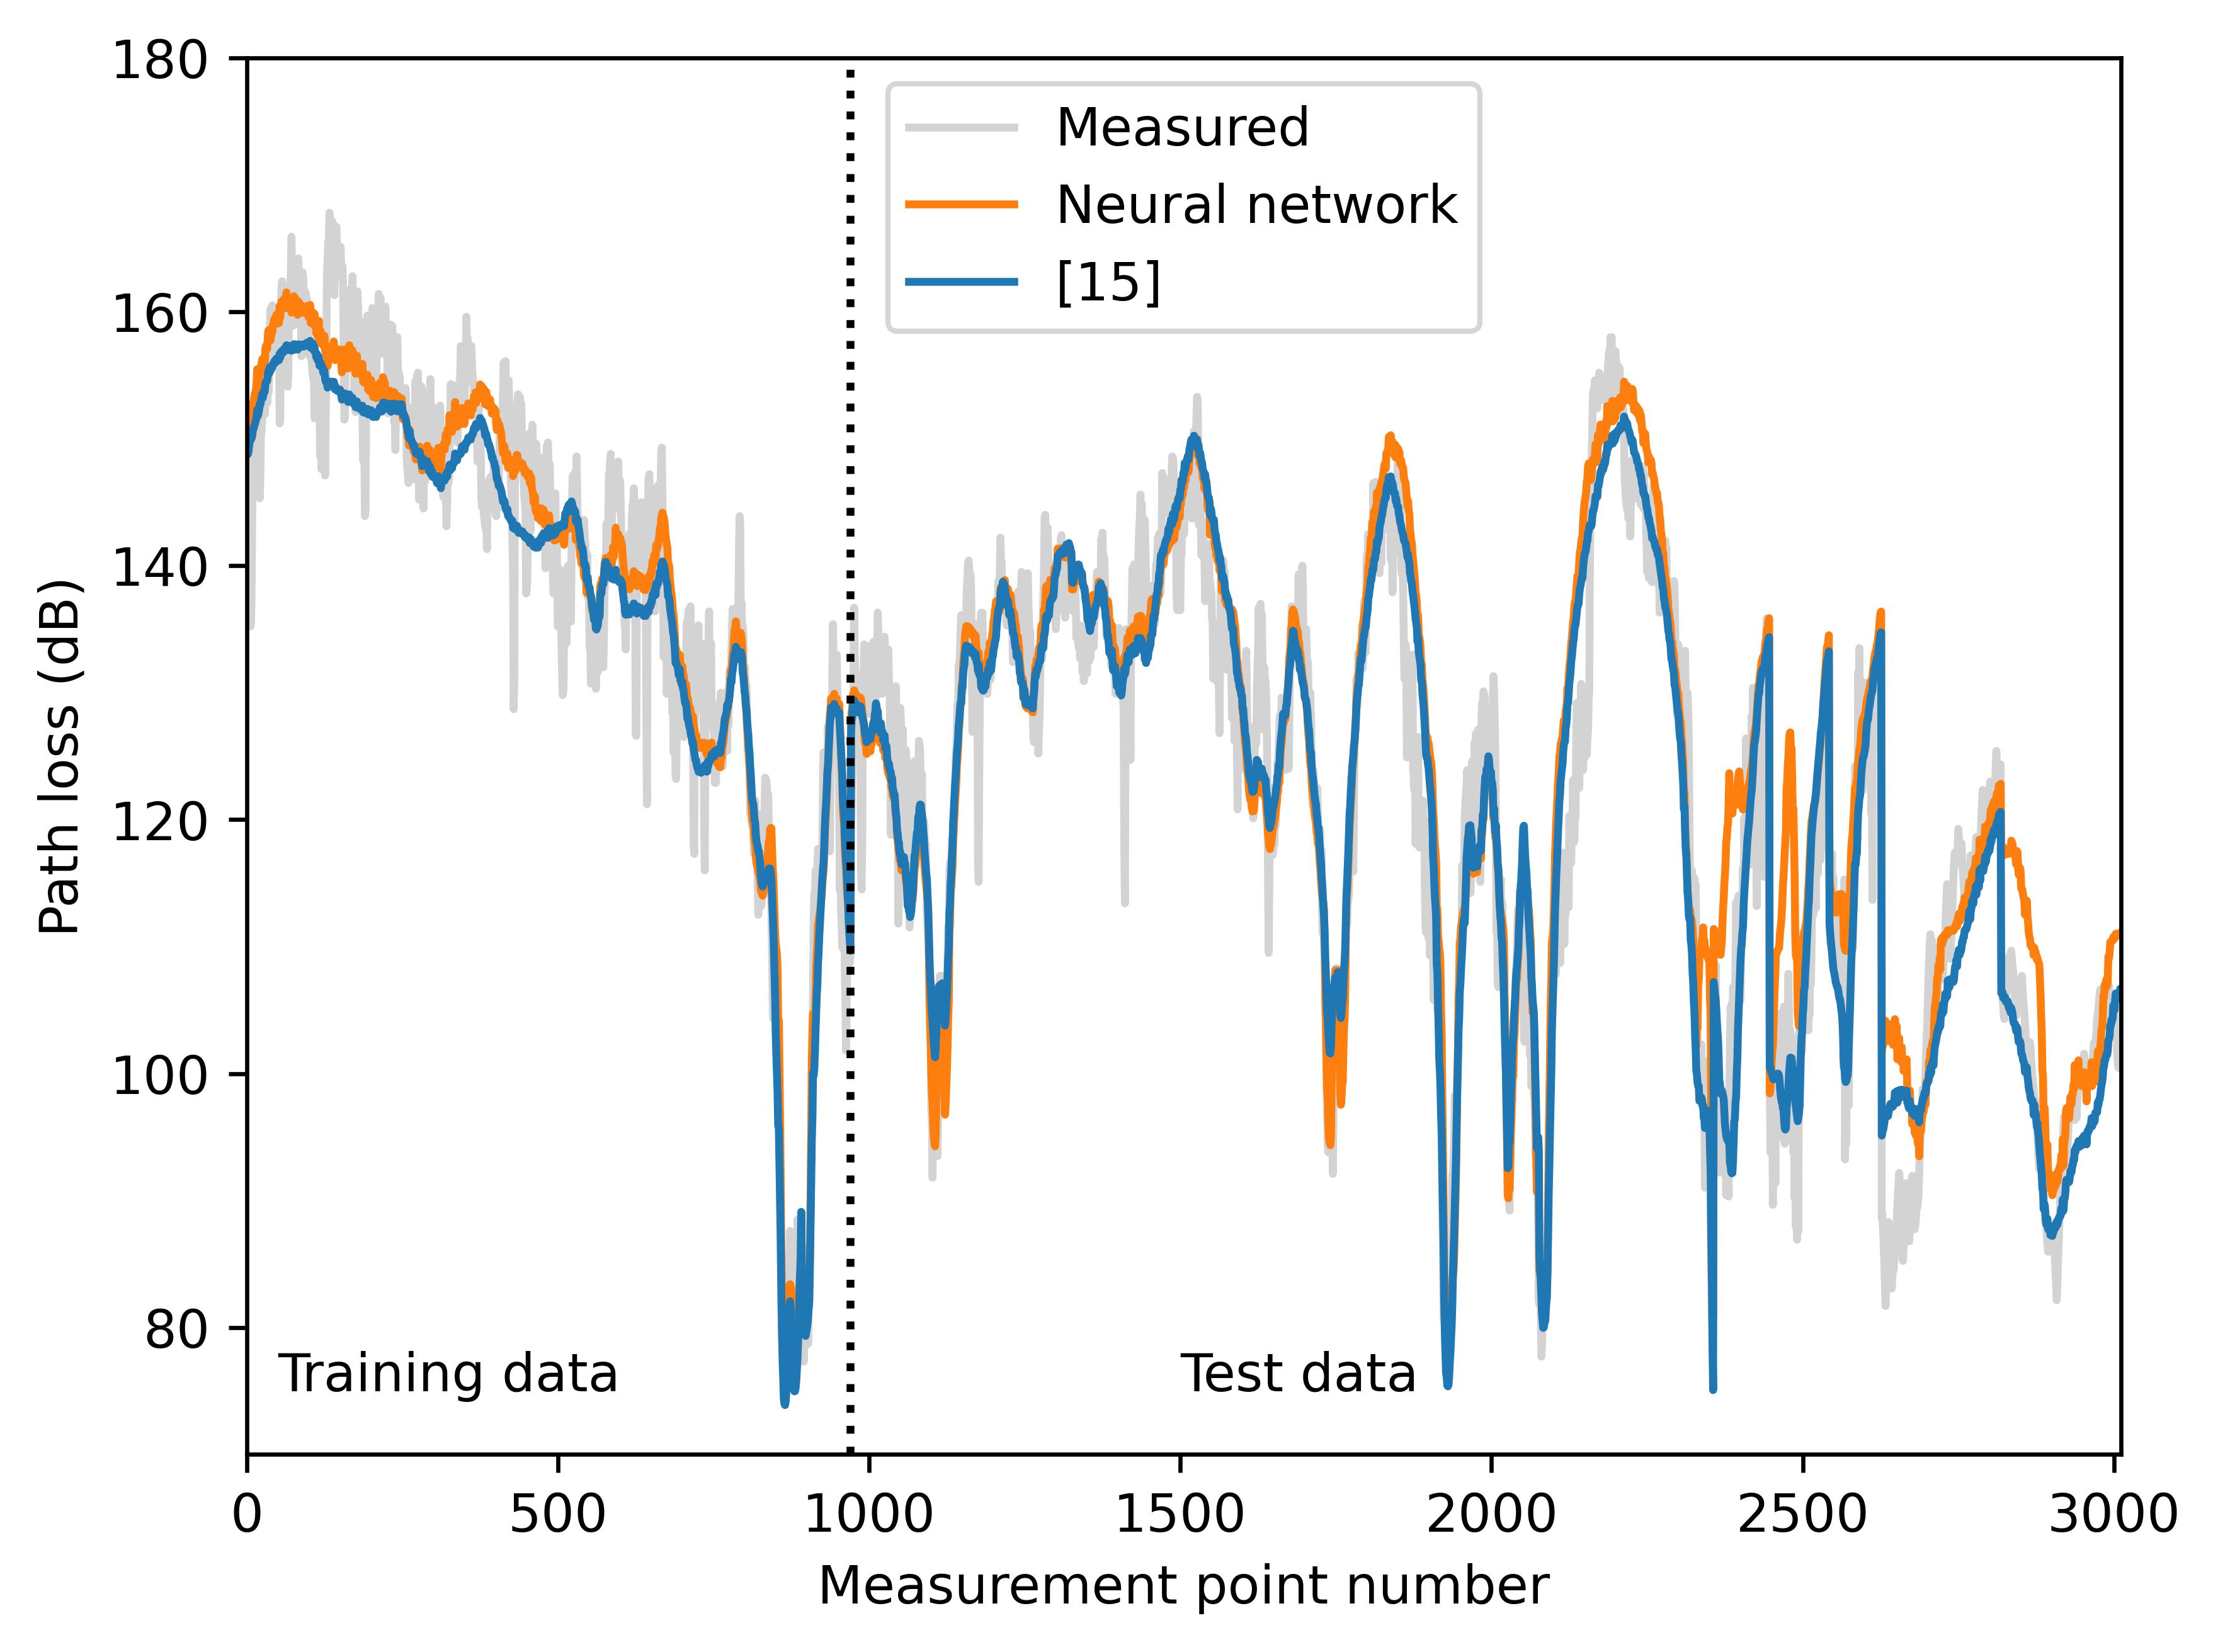 180
160
140
120
100
80
Path loss (dB)
Measured
Neural network
[15]
Training data
Test data
0 500 1000 1500 2000 2500 3000
Measurement point number